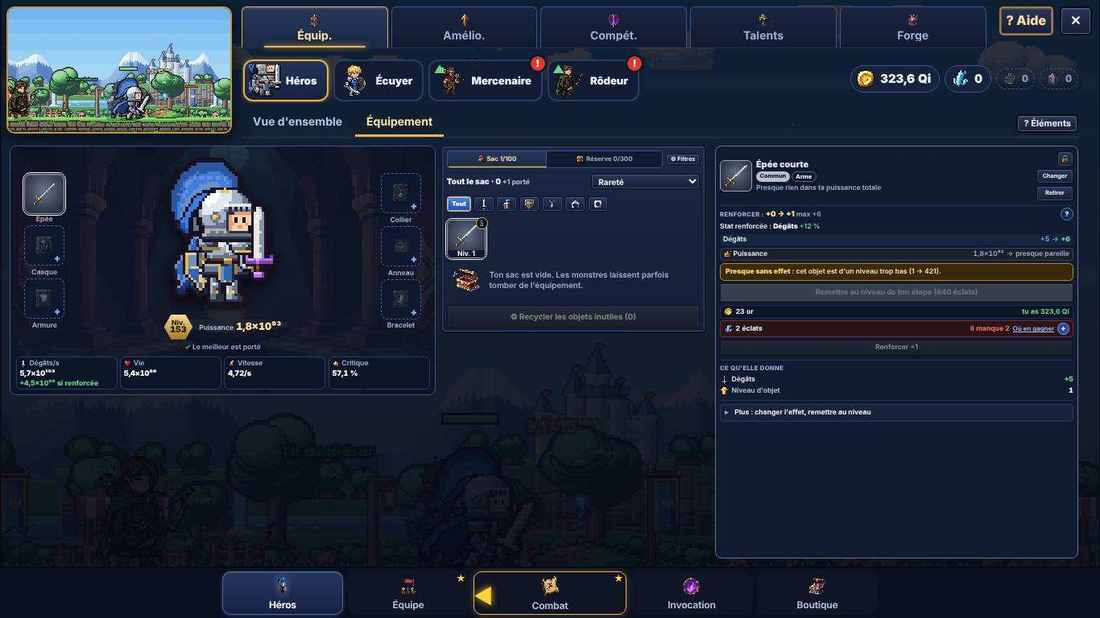 Équip.
Amélio.
Compét.
Talents
Forge
? Aide
Héros
Écuyer
Mercenaire
!
Rôdeur
!
323,6 Qi
0
0
0
Vue d'ensemble
Équipement
? Éléments
Épée
Casque
Armure
Collier
Anneau
Bracelet
Niv.
153
Puissance
✓ Le meilleur est porté
Dégâts/s
Vie
Vitesse
4,72/s
Critique
57,1 %
Sac 1/100
Réserve 0/300
Filtres
Tout le sac · 0 +1 porté
Rareté
Tout
Niv. 1
Ton sac est vide. Les monstres laissent parfois
tomber de l'équipement.
Recycler les objets inutiles (0)
Épée courte
Commun
Arme
Presque rien dans ta puissance totale
Changer
Retirer
RENFORCER : +0 → +1 max +6
?
Stat renforcée : Dégâts +12 %
Dégâts
+5 → +6
Puissance
→ presque pareille
Presque sans effet : cet objet est d'un niveau trop bas (1 → 421).
Remettre au niveau de ton étape (840 éclats)
23 or
tu as 323,6 Qi
2 éclats
Il manque 2
Où en gagner
+
Renforcer +1
CE QU'ELLE DONNE
Dégâts
+5
Niveau d'objet
1
Plus : changer l'effet, remettre au niveau
Héros
Équipe
Combat
Invocation
Boutique